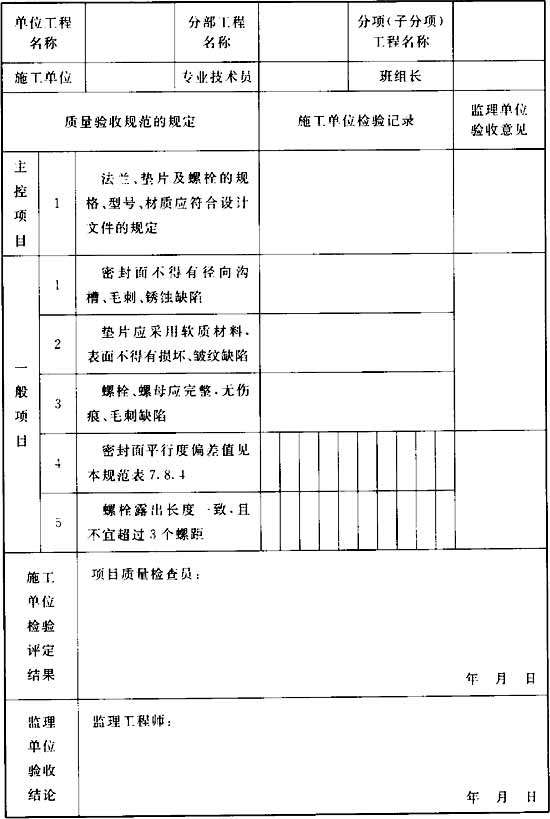 单位工程
名称
分部工程
名称
分项(子分项)
工程名称
施工单位
专业技术员
班组长
质量验收规范的规定
施工单位检验记录
监理单位
验收意见
主控项目
1
法兰、垫片及螺栓的规
格、型号、材质应符合设计
文件的规定
一般项目
1
密封面不得有径向沟
槽、毛刺、锈蚀缺陷
2
垫片应采用软质材料,
表面不得有损坏、皱纹缺陷
3
螺栓、螺母应完整,无伤
痕、毛刺缺陷
4
密封面平行度偏差值见
本规范表7.8.4
5
螺栓露出长度一致,且
不宜超过3个螺距
施工
单位
检验
评定
结果
项目质量检查员:
年 月 日
监理
单位
验收
结论
监理工程师:
年 月 日